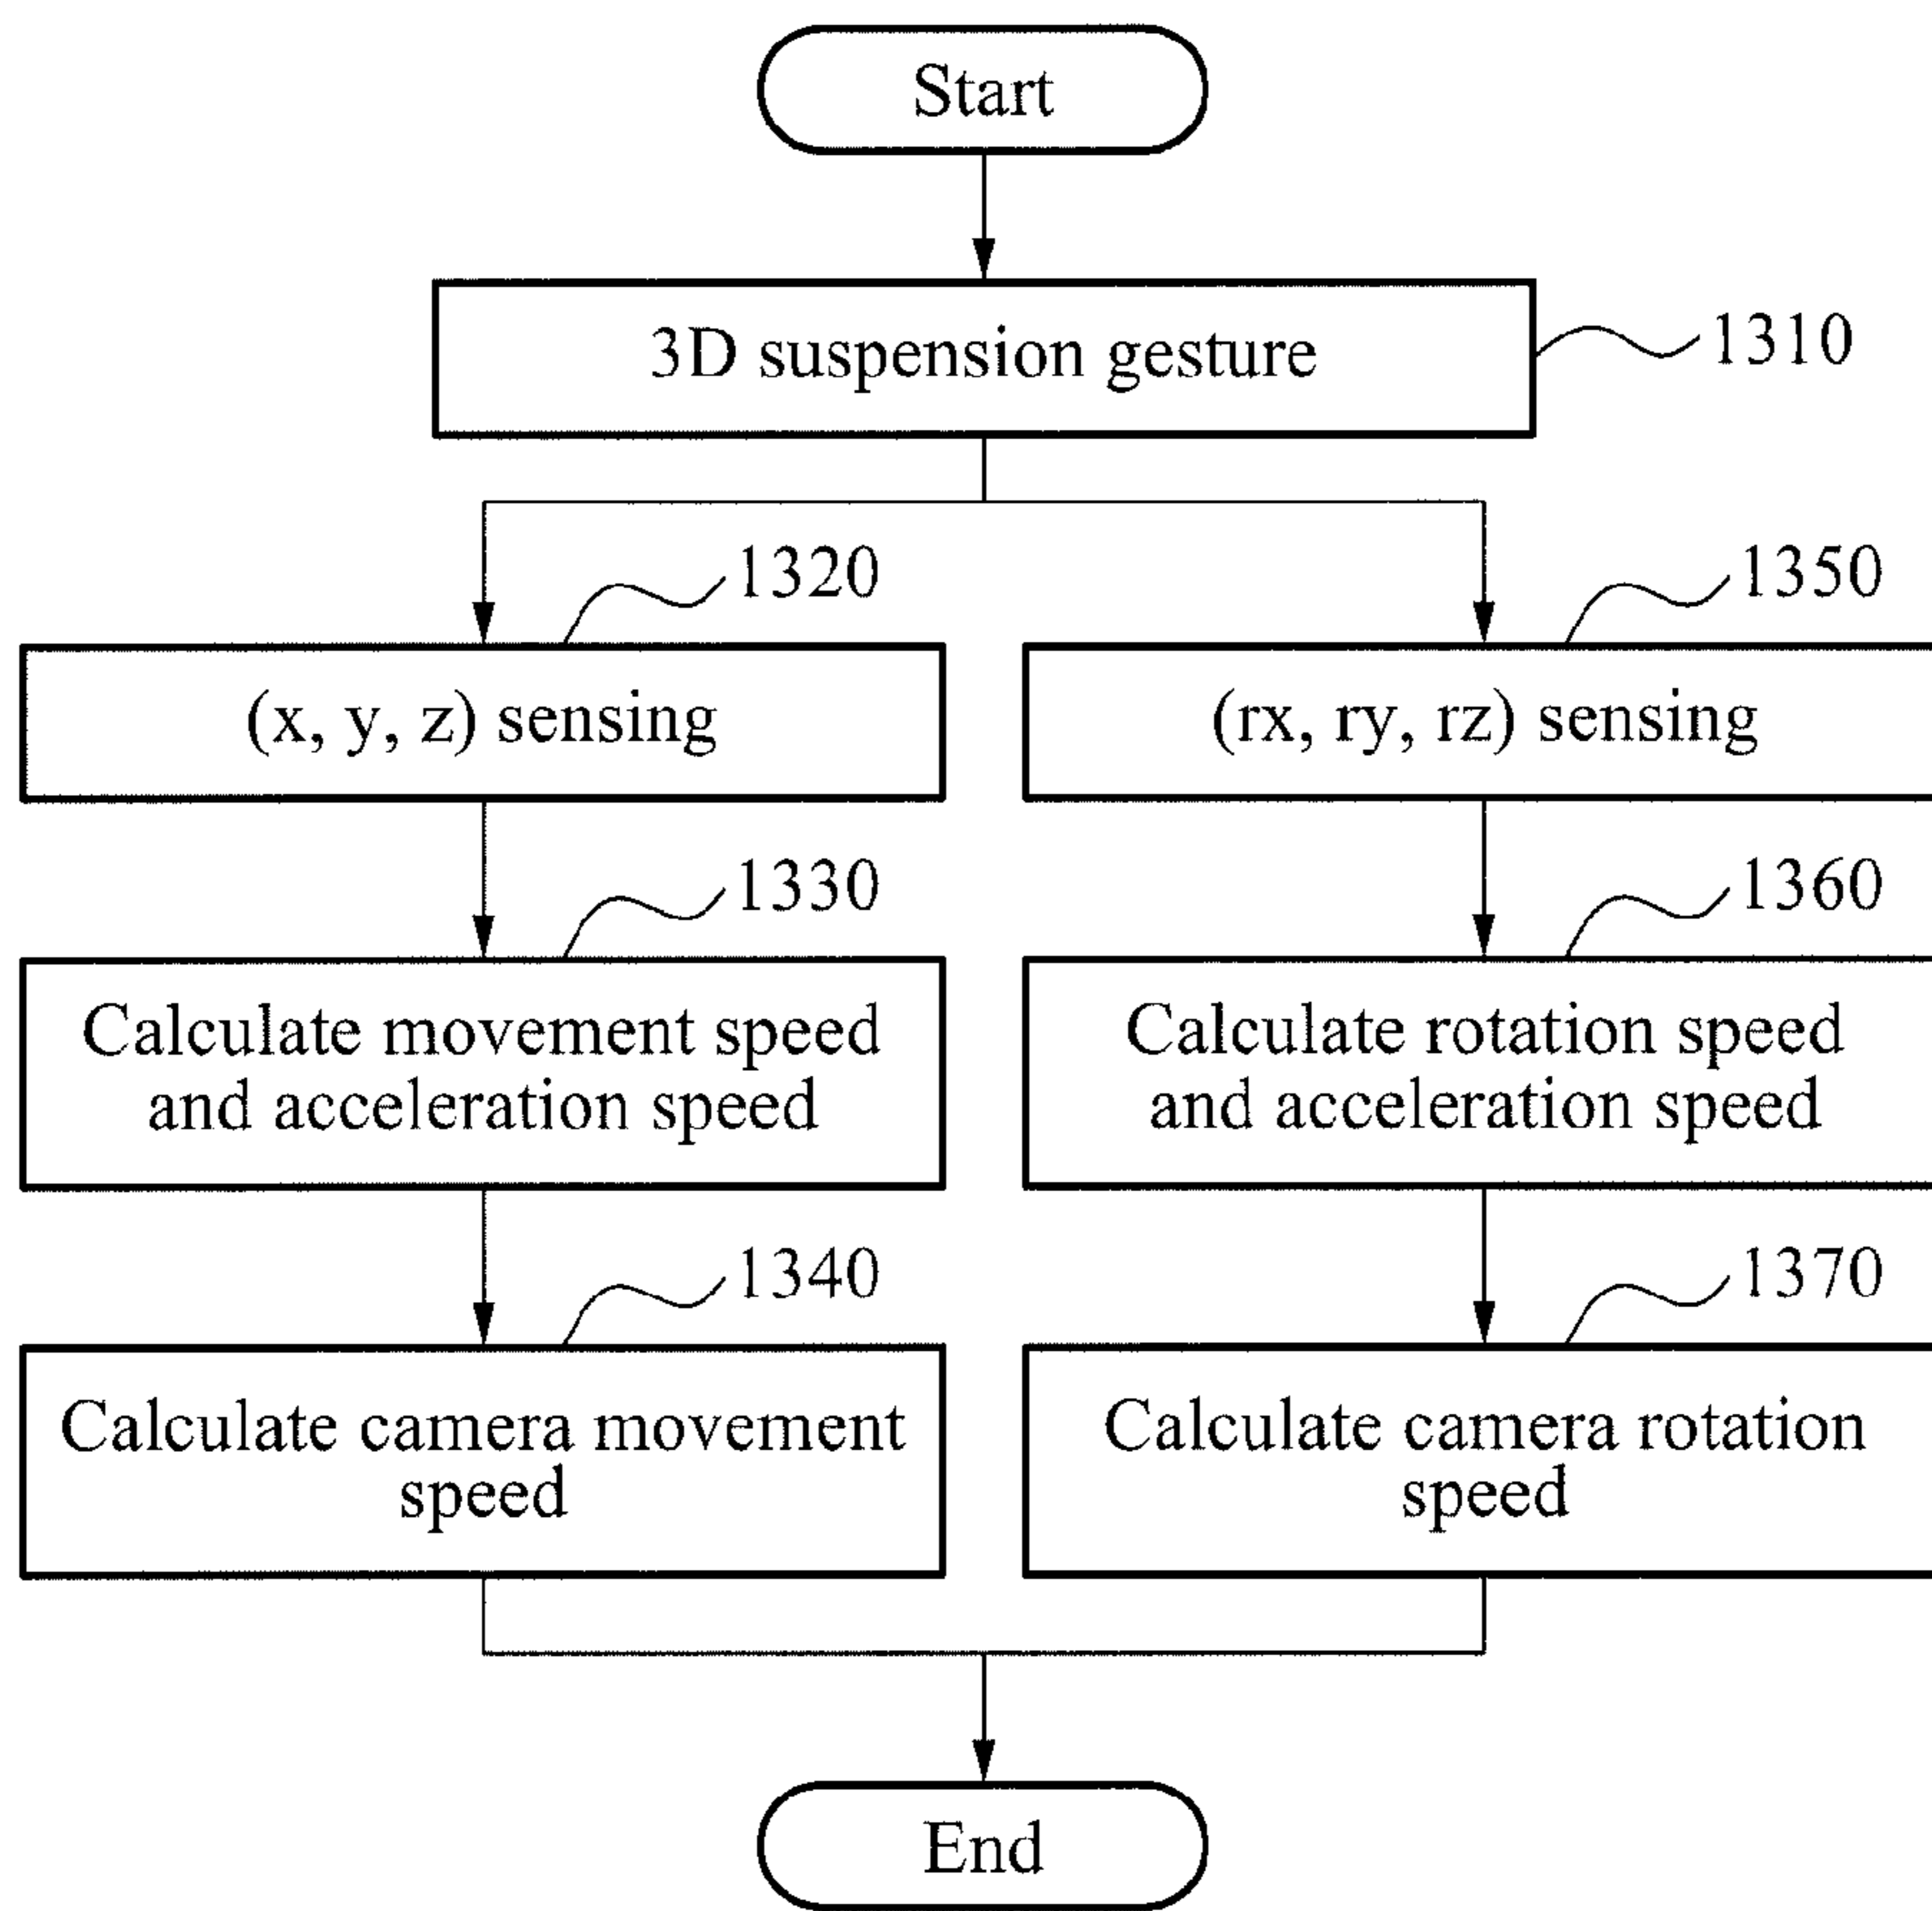 Start
3D suspension gesture
1310
1320
1350
(x, y, z) sensing
(rx, ry, rz) sensing
1330
1360
Calculate movement speed
and acceleration speed
Calculate rotation speed
and acceleration speed
1340
1370
Calculate camera movement
speed
Calculate camera rotation
speed
End